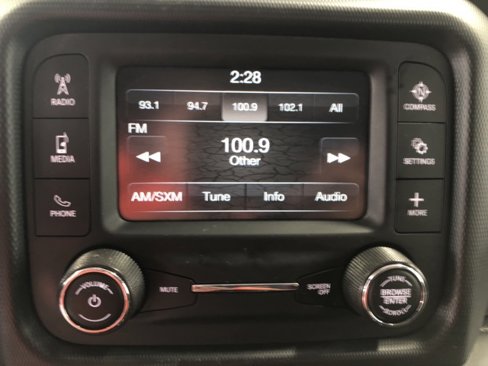 2:28
93.1 94.7 100.9 102.1 All
FM
100.9
Other
AM/SXM Tune Info Audio
RADIO
MEDIA
PHONE
COMPASS
SETTINGS
MORE
VOLUME
MUTE
SCREEN
OFF
TUNE
BROWSE
ENTER
SCROLL